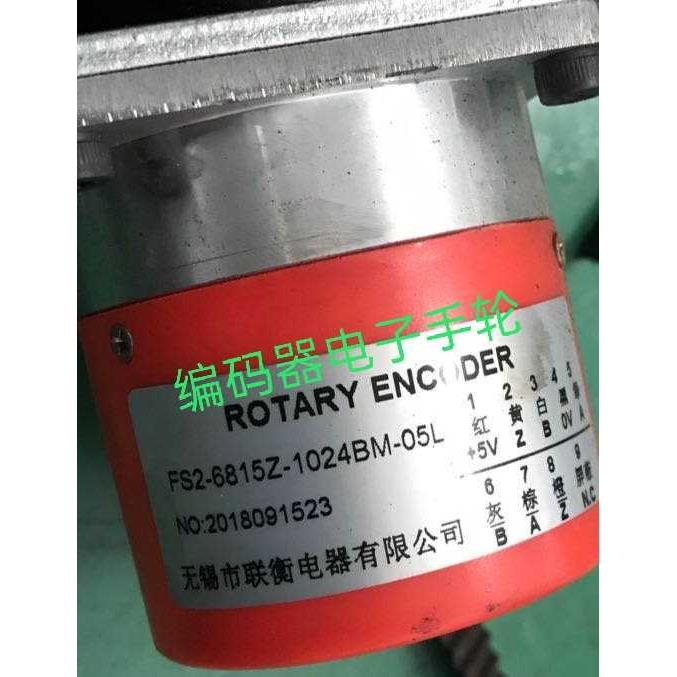 编码器电子手轮
ROTARY ENCODER
FS2-6815Z-1024BM-05L
NO:2018091523
无锡市联衡电器有限公司
1 2 3 4 5
红 黄 白 黑
+5V Z B 0V A
6 7 8 9
灰 棕 橙 屏蔽
B̅ A̅ Z̅ N.C